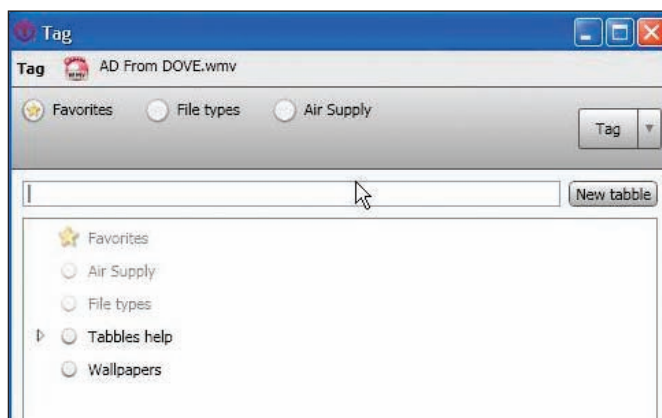 Tag
Tag AD From DOVE.wmv
Favorites File types Air Supply
Tag
New tabble
Favorites
Air Supply
File types
Tabbles help
Wallpapers